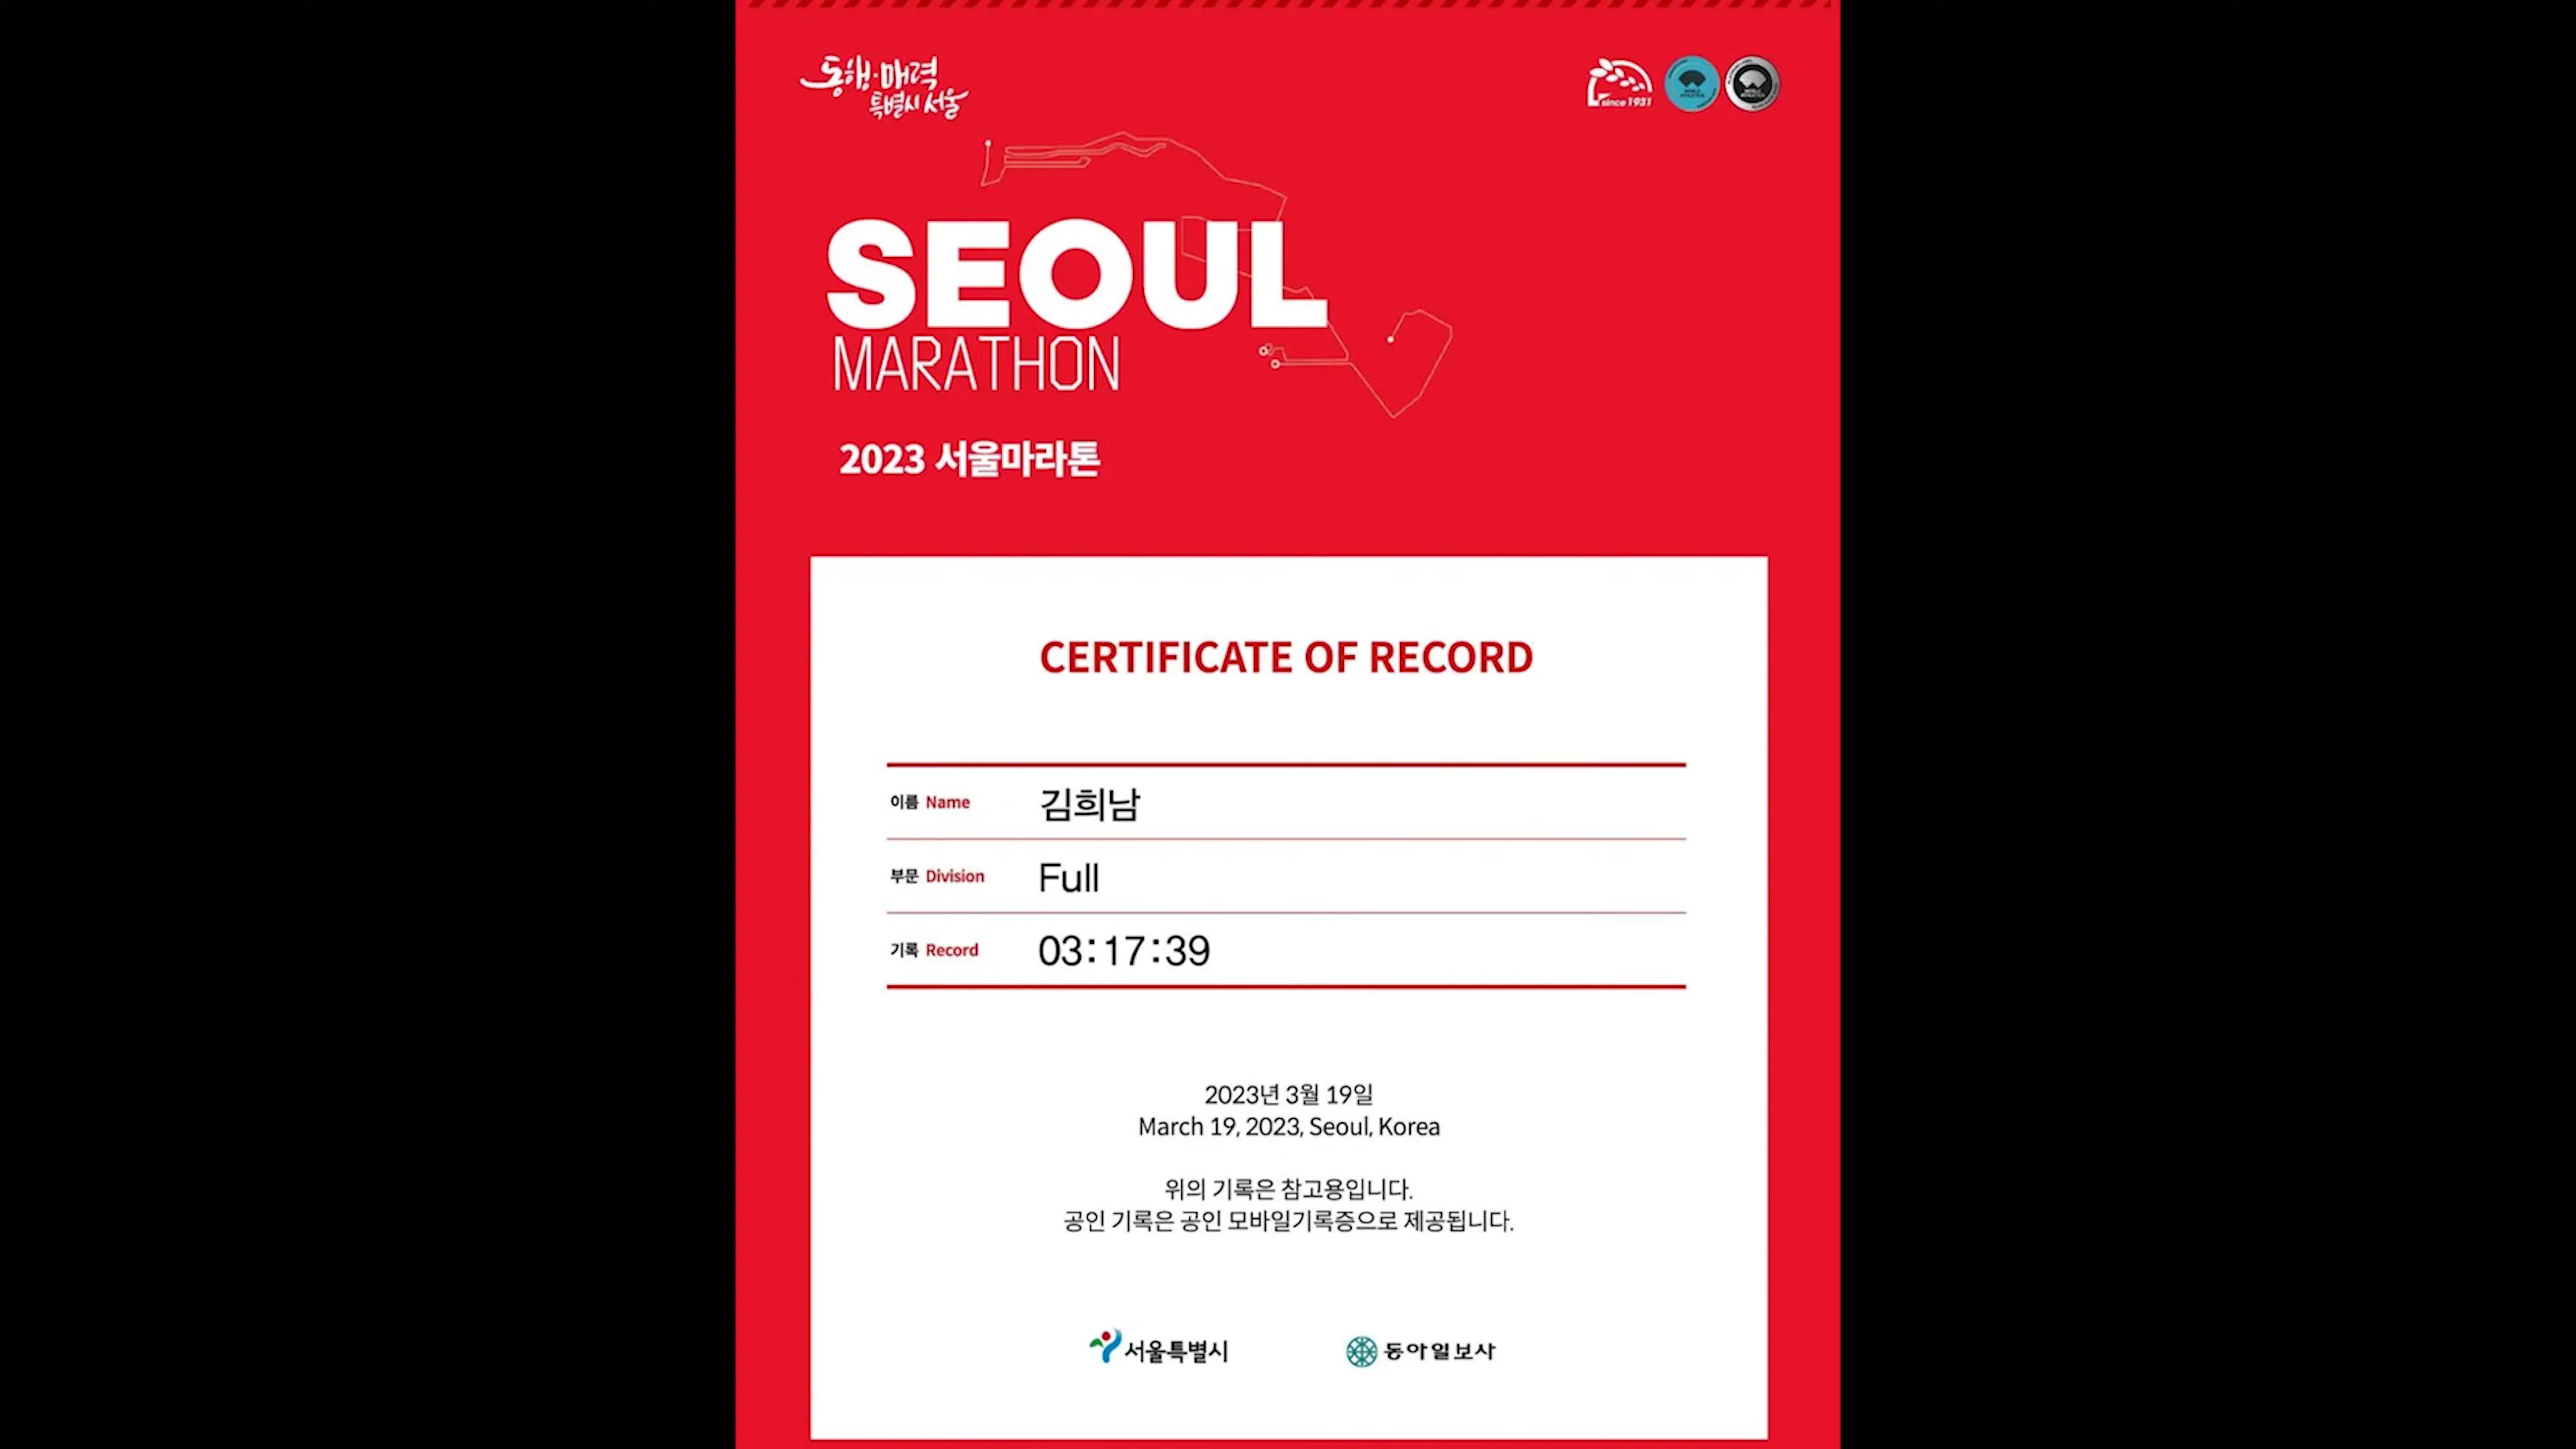 동행·매력
특별시 서울
since 1931
SEOUL
MARATHON
2023 서울마라톤
CERTIFICATE OF RECORD
이름 Name 김희남
부문 Division Full
기록 Record 03:17:39
2023년 3월 19일
March 19, 2023, Seoul, Korea
위의 기록은 참고용입니다.
공인 기록은 공인 모바일기록증으로 제공됩니다.
서울특별시 동아일보사